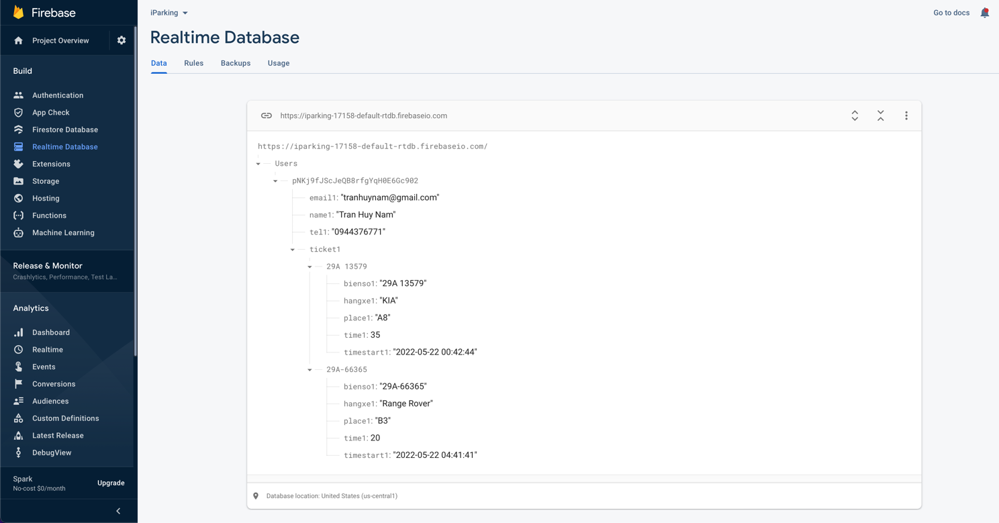 Firebase
Project Overview
Build
Authentication
App Check
Firestore Database
Realtime Database
Extensions
Storage
Hosting
Functions
Machine Learning
Release & Monitor
Crashlytics, Performance, Test La...
Analytics
Dashboard
Realtime
Events
Conversions
Audiences
Custom Definitions
Latest Release
DebugView
Spark
No-cost $0/month
Upgrade
iParking
Go to docs
Realtime Database
Data Rules Backups Usage
https://iparking-17158-default-rtdb.firebaseio.com
https://iparking-17158-default-rtdb.firebaseio.com/
Users
pNKj9fJScJeQB8rfgYqH0E6Gc902
email1: "tranhuynam@gmail.com"
name1: "Tran Huy Nam"
tel1: "0944376771"
ticket1
29A 13579
bienso1: "29A 13579"
hangxe1: "KIA"
place1: "A8"
time1: 35
timestart1: "2022-05-22 00:42:44"
29A-66365
bienso1: "29A-66365"
hangxe1: "Range Rover"
place1: "B3"
time1: 20
timestart1: "2022-05-22 04:41:41"
Database location: United States (us-central1)